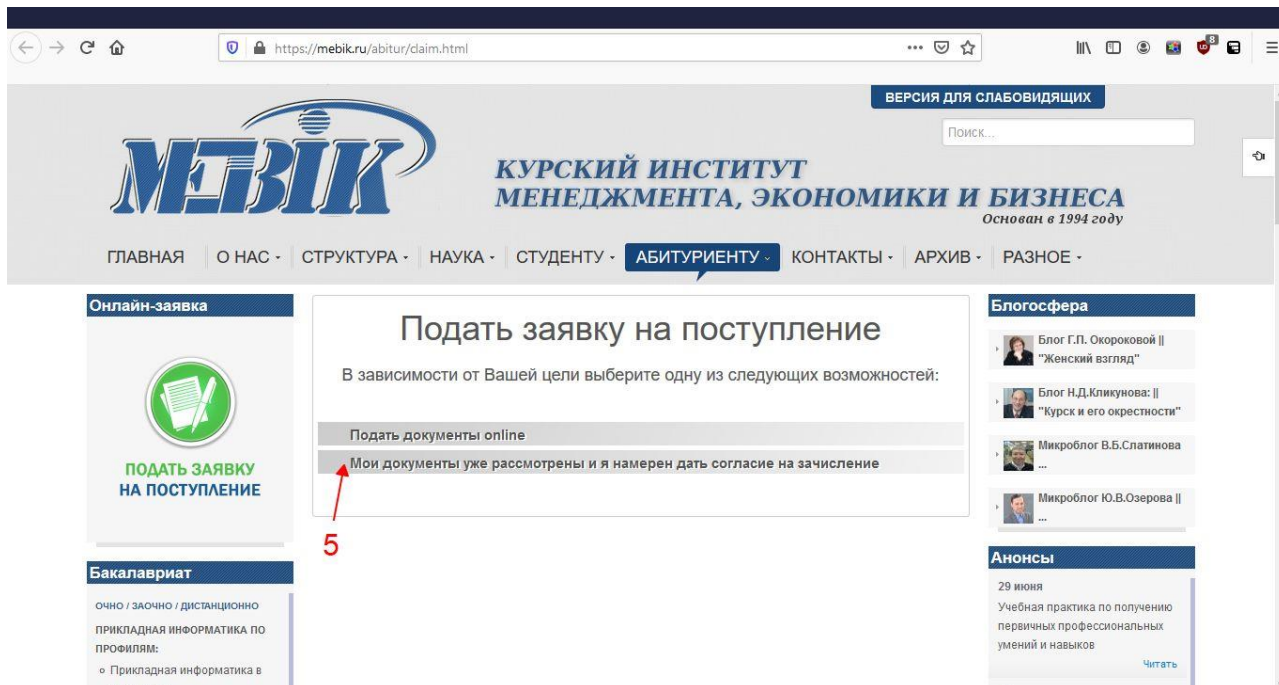 https://mebik.ru/abitur/claim.html
8
ВЕРСИЯ ДЛЯ СЛАБОВИДЯЩИХ
Поиск...
МЕБІК
КУРСКИЙ ИНСТИТУТ
МЕНЕДЖМЕНТА, ЭКОНОМИКИ И БИЗНЕСА
Основан в 1994 году
ГЛАВНАЯ О НАС СТРУКТУРА НАУКА СТУДЕНТУ АБИТУРИЕНТУ КОНТАКТЫ АРХИВ РАЗНОЕ
Онлайн-заявка
ПОДАТЬ ЗАЯВКУ
НА ПОСТУПЛЕНИЕ
Бакалавриат
ОЧНО / ЗАОЧНО / ДИСТАНЦИОННО
ПРИКЛАДНАЯ ИНФОРМАТИКА ПО
ПРОФИЛЯМ:
Прикладная информатика в
Подать заявку на поступление
В зависимости от Вашей цели выберите одну из следующих возможностей:
Подать документы online
Мои документы уже рассмотрены и я намерен дать согласие на зачисление
5
Блогосфера
Блог Г.П. Окороковой ||
"Женский взгляд"
Блог Н.Д.Кликунова: ||
"Курск и его окрестности"
Микроблог В.Б.Слатинова
...
Микроблог Ю.В.Озерова ||
...
Анонсы
29 июня
Учебная практика по получению
первичных профессиональных
умений и навыков
Читать